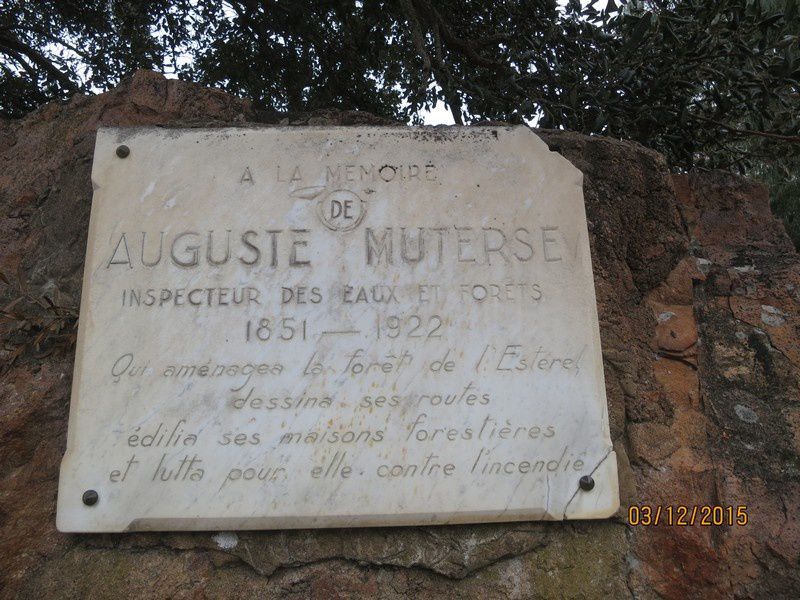 A LA MEMOIRE
DE
AUGUSTE MUTERSE
INSPECTEUR DES EAUX ET FORÊTS
1851 — 1922
Qui aménagea la forêt de l'Esterel,
dessina ses routes
édifia ses maisons forestières
et lutta pour elle contre l'incendie
03/12/2015